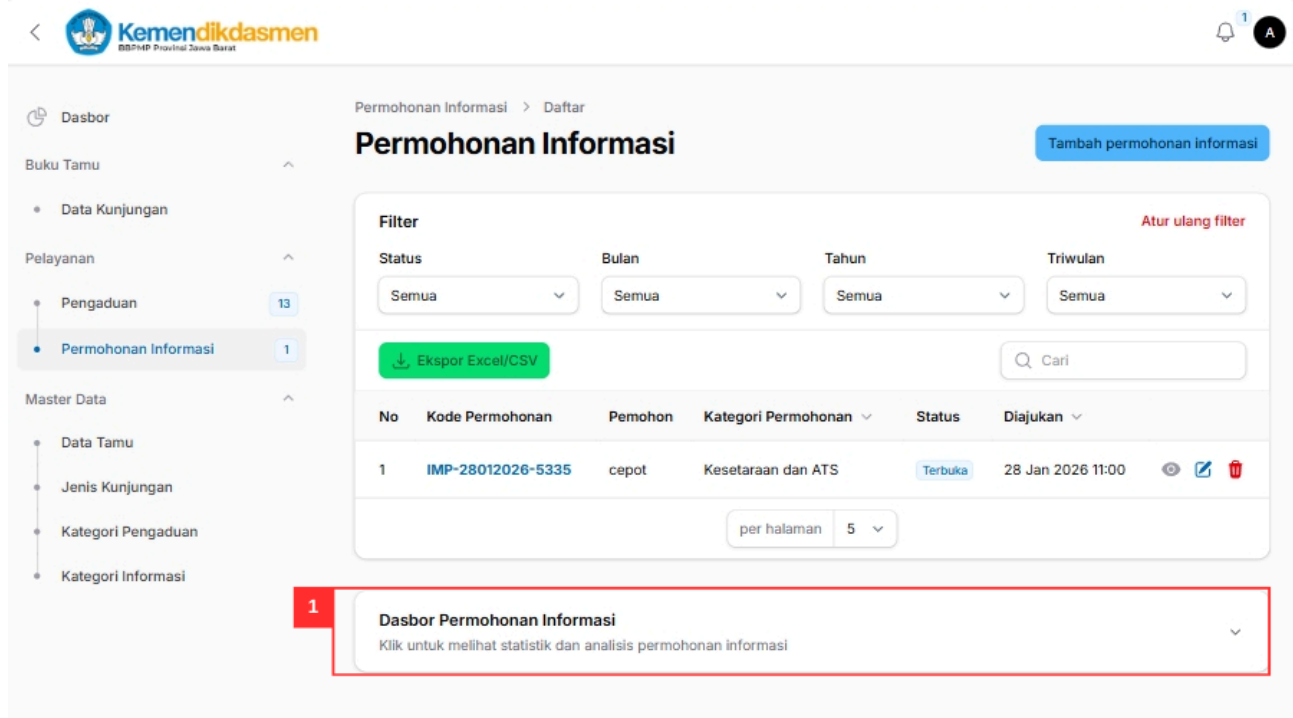 Kemendikdasmen
BBPMP Provinsi Jawa Barat
1
A
Dasbor
Buku Tamu
Data Kunjungan
Pelayanan
Pengaduan 13
Permohonan Informasi 1
Master Data
Data Tamu
Jenis Kunjungan
Kategori Pengaduan
Kategori Informasi
Permohonan Informasi > Daftar
Permohonan Informasi
Tambah permohonan informasi
Filter
Atur ulang filter
Status Bulan Tahun Triwulan
Semua Semua Semua Semua
Ekspor Excel/CSV
Cari
No Kode Permohonan Pemohon Kategori Permohonan Status Diajukan
1 IMP-28012026-5335 cepot Kesetaraan dan ATS Terbuka 28 Jan 2026 11:00
per halaman 5
1
Dasbor Permohonan Informasi
Klik untuk melihat statistik dan analisis permohonan informasi